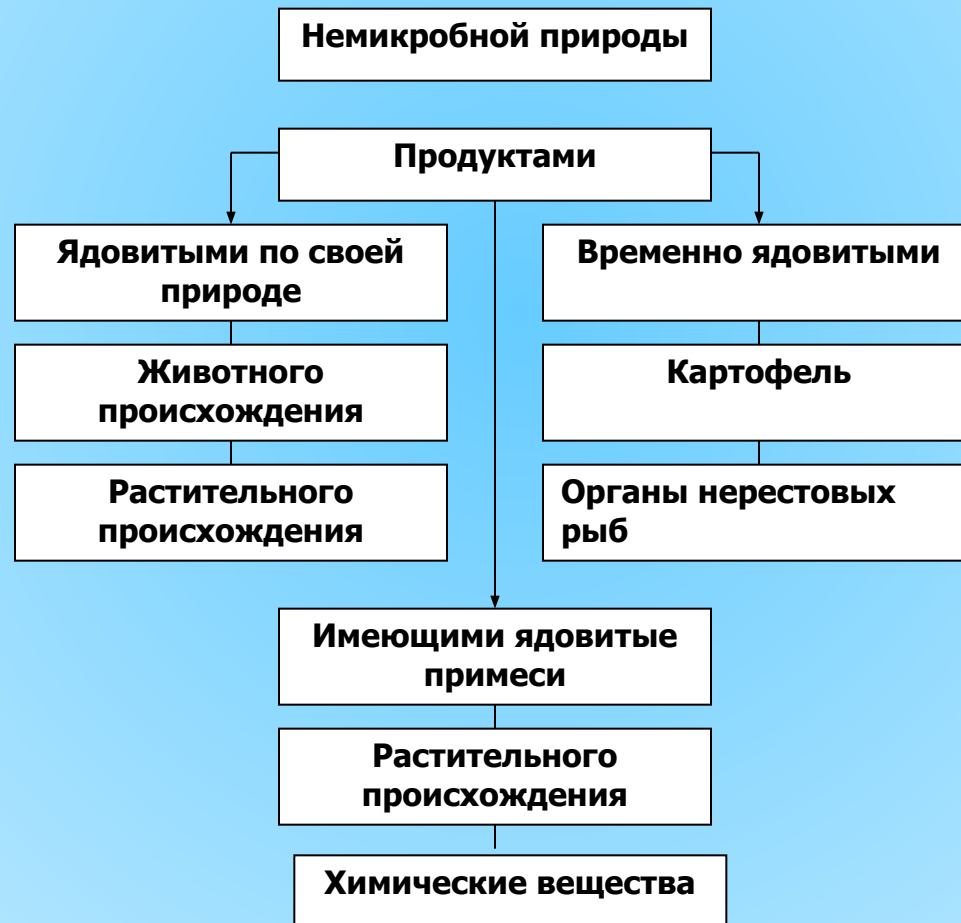 Немикробной природы
Продуктами
Ядовитыми по своей
природе
Временно ядовитыми
Животного
происхождения
Картофель
Растительного
происхождения
Органы нерестовых
рыб
Имеющими ядовитые
примеси
Растительного
происхождения
Химические вещества